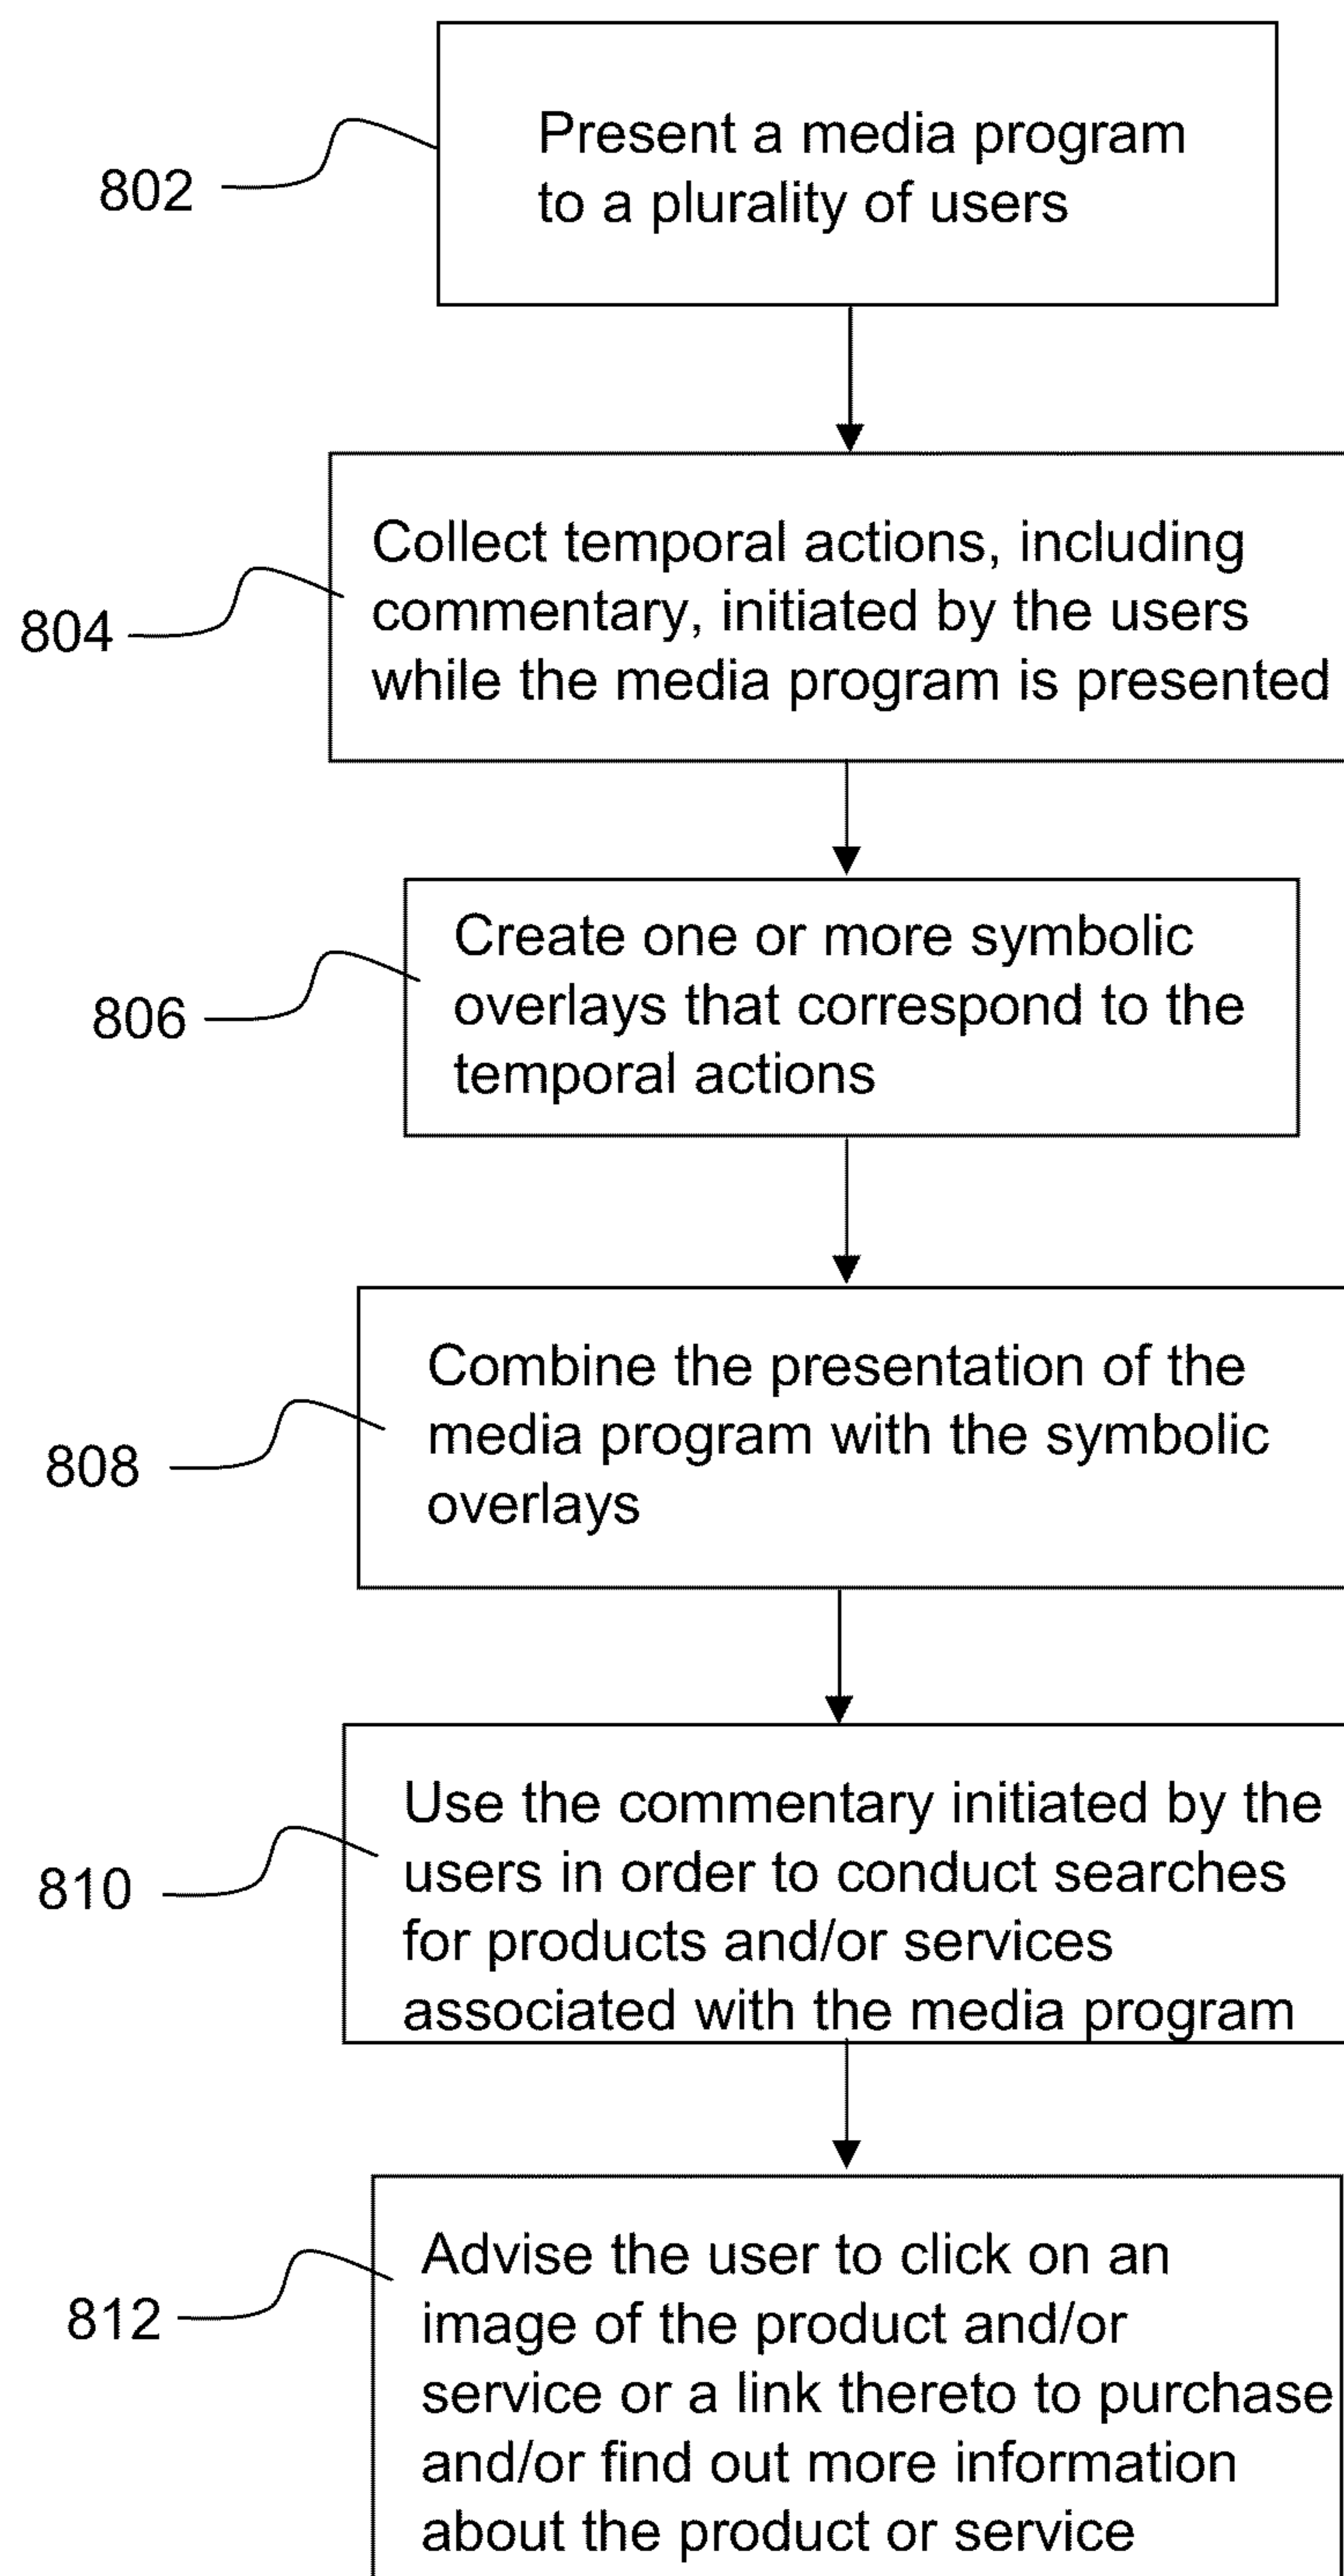 Present a media program
to a plurality of users
802
Collect temporal actions, including
commentary, initiated by the users
while the media program is presented
804
Create one or more symbolic
overlays that correspond to the
temporal actions
806
Combine the presentation of the
media program with the symbolic
overlays
808
Use the commentary initiated by the
users in order to conduct searches
for products and/or services
associated with the media program
810
Advise the user to click on an
image of the product and/or
service or a link thereto to purchase
and/or find out more information
about the product or service
812